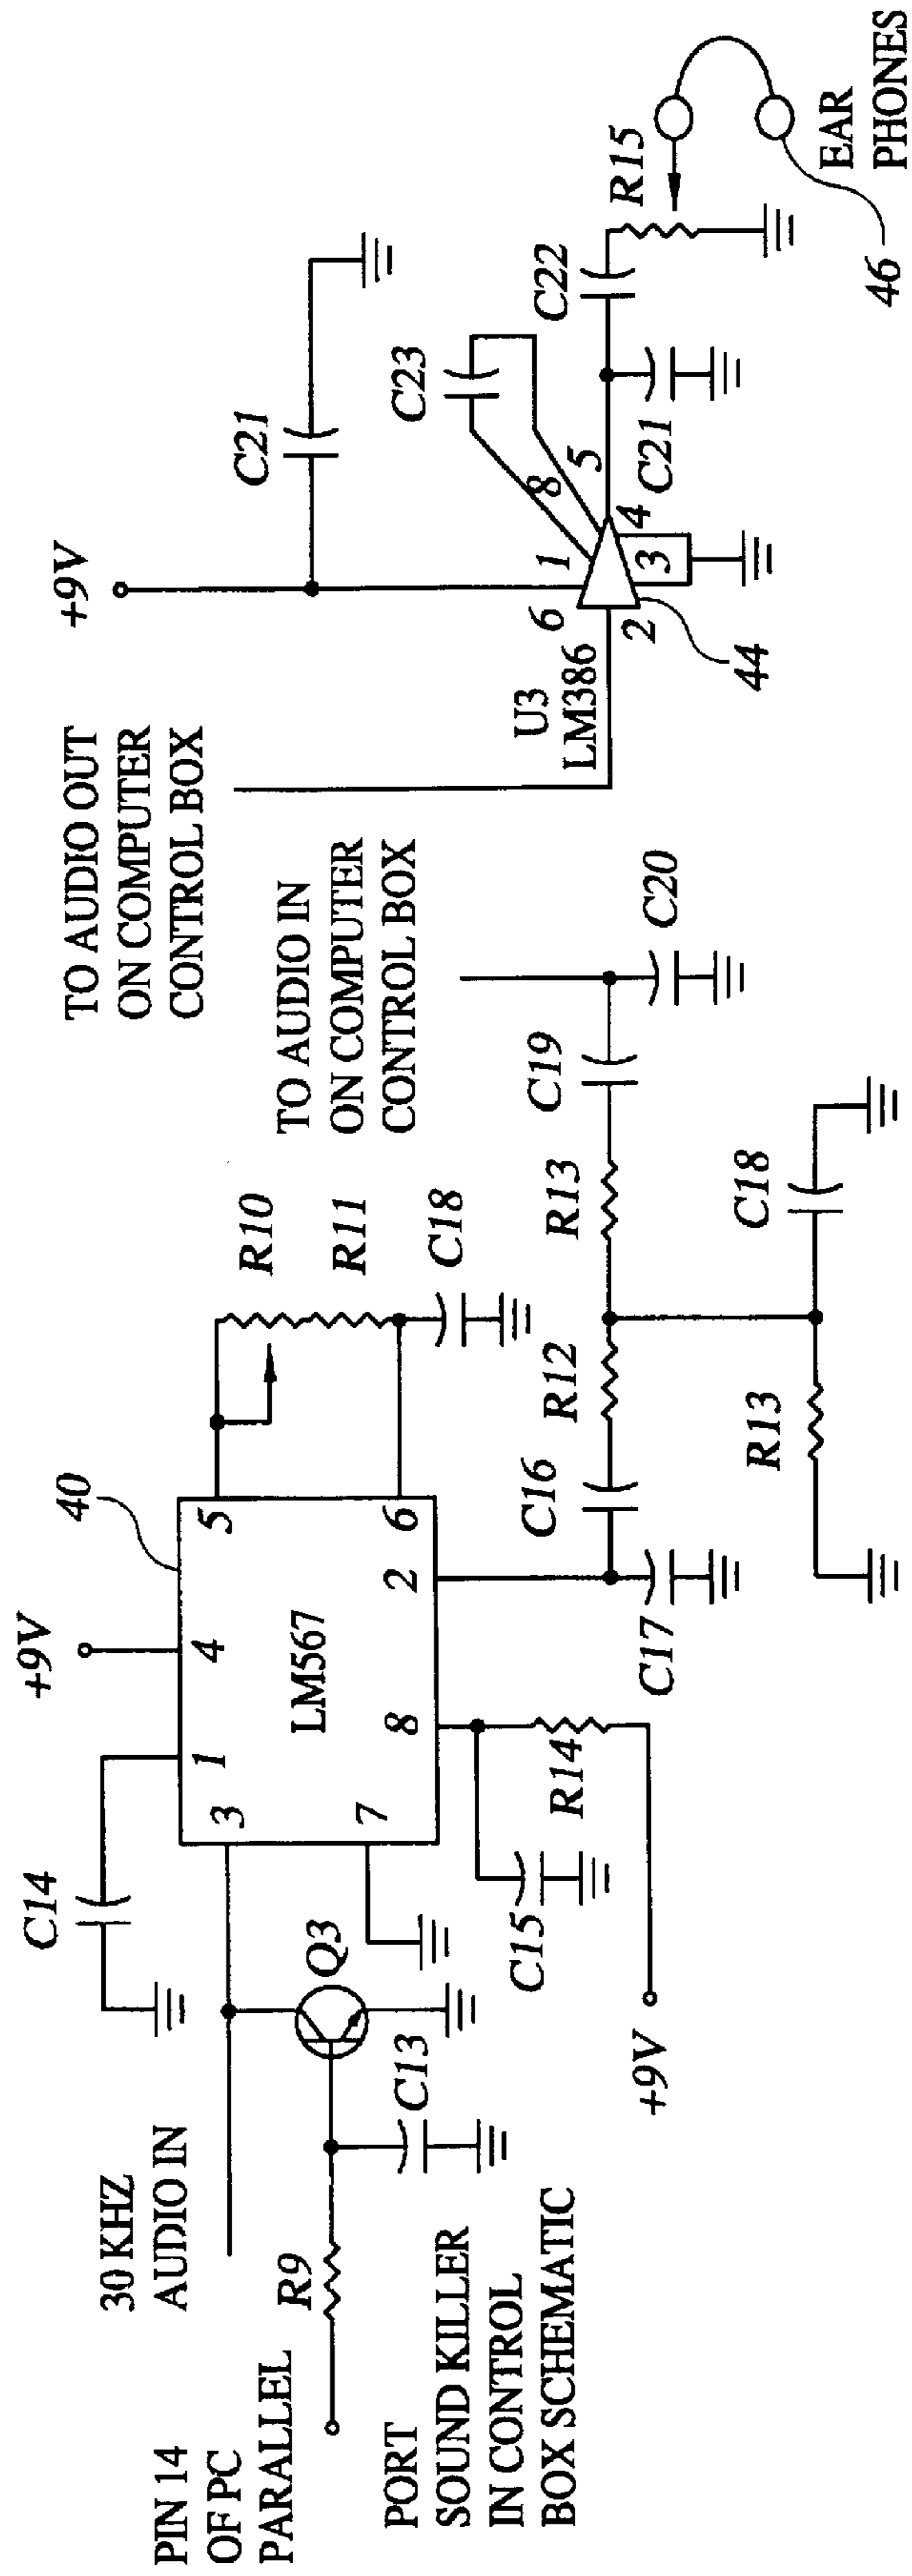 PIN 14
OF PC
PARALLEL
PORT
SOUND KILLER
IN CONTROL
BOX SCHEMATIC
30 KHZ
AUDIO IN
R9
C13
Q3
C14
+9V
40
3
1
4
5
LM567
7
8
2
6
C15
R14
+9V
R10
R11
C18
C17
C16
R12
R13
C19
C20
R13
C18
TO AUDIO IN
ON COMPUTER
CONTROL BOX
TO AUDIO OUT
ON COMPUTER
CONTROL BOX
+9V
C21
U3
LM386
6
1
8
5
2
3
4
44
C23
C21
C22
R15
46
EAR
PHONES